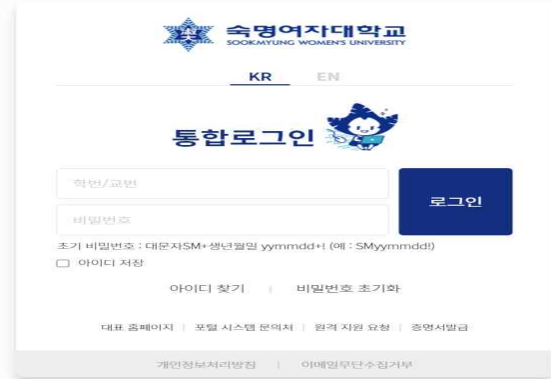 숙명여자대학교
SOOKMYUNG WOMEN'S UNIVERSITY
KR EN
통합로그인
학번/교번
로그인
비밀번호
초기 비밀번호 : 대문자SM+생년월일 yymmdd+! (예 : SMyymmdd!)
아이디 저장
아이디 찾기 | 비밀번호 초기화
대표 홈페이지 | 포털 시스템 문의처 | 원격 지원 요청 | 증명서발급
개인정보처리방침 | 이메일무단수집거부